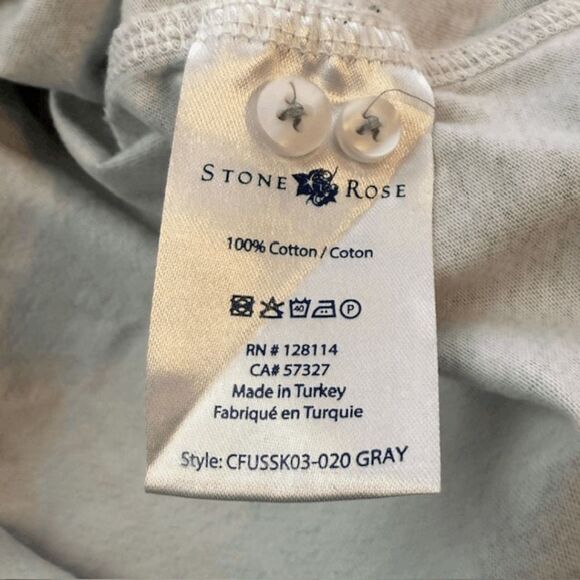 STONE ROSE
100% Cotton / Coton
40 P
RN # 128114
CA# 57327
Made in Turkey
Fabriqué en Turquie
Style: CFUSSK03-020 GRAY